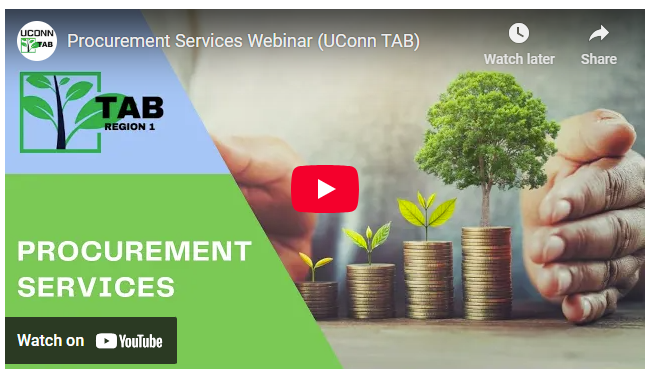 UCONN
TAB
Procurement Services Webinar (UConn TAB)
Watch later
Share
TAB
REGION 1
PROCUREMENT
SERVICES
Watch on YouTube